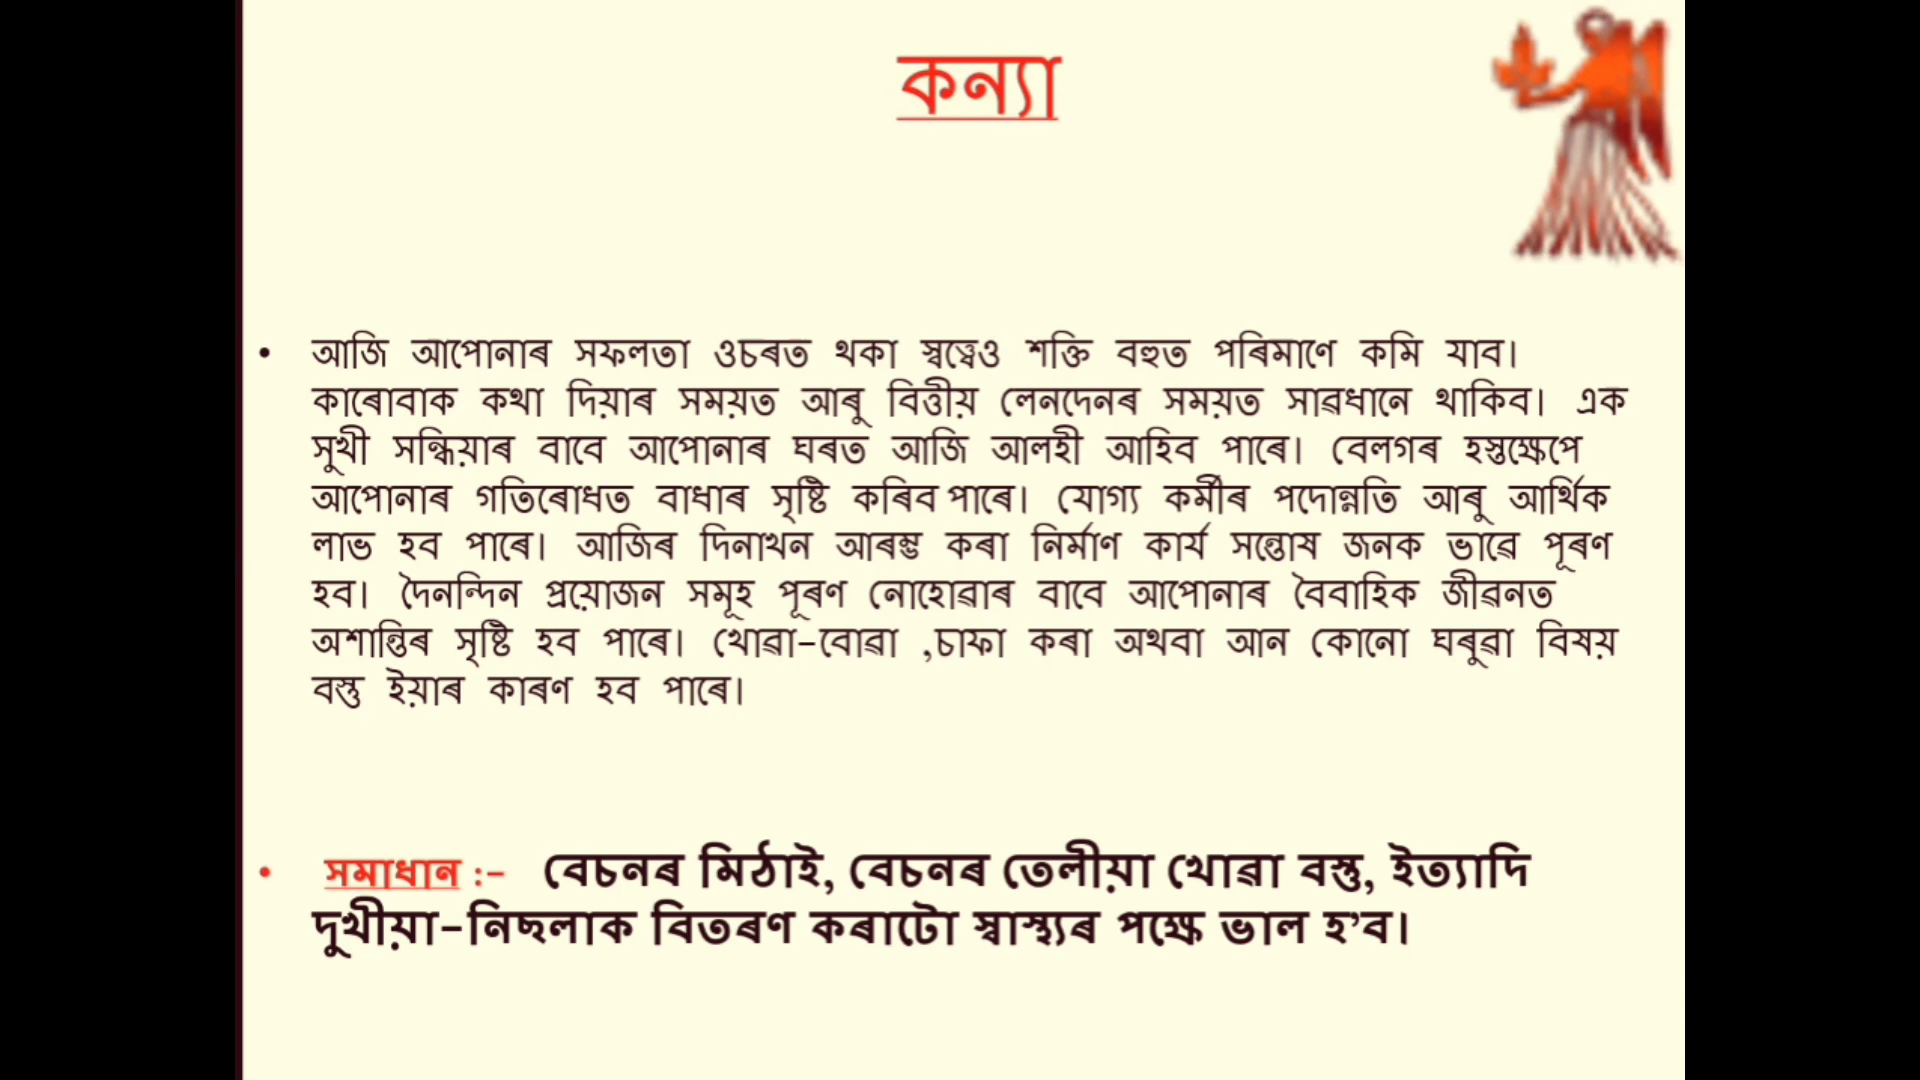 কন্যা
• আজি আপোনাৰ সফলতা ওচৰত থকা স্বত্ত্বেও শক্তি বহুত পৰিমাণে কমি যাব।
কাৰোবাক কথা দিয়াৰ সময়ত আৰু বিত্তীয় লেনদেনৰ সময়ত সাৱধানে থাকিব। এক
সুখী সন্ধিয়াৰ বাবে আপোনাৰ ঘৰত আজি আলহী আহিব পাৰে। বেলগৰ হস্তুক্ষেপে
আপোনাৰ গতিৰোধত বাধাৰ সৃষ্টি কৰিব পাৰে। যোগ্য কৰ্মীৰ পদোন্নতি আৰু আৰ্থিক
লাভ হব পাৰে। আজিৰ দিনাখন আৰম্ভ কৰা নিৰ্মাণ কাৰ্য সন্তোষ জনক ভাৱে পূৰণ
হব। দৈনন্দিন প্ৰয়োজন সমূহ পূৰণ নোহোৱাৰ বাবে আপোনাৰ বৈবাহিক জীৱনত
অশান্তিৰ সৃষ্টি হব পাৰে। খোৱা-বোৱা ,চাফা কৰা অথবা আন কোনো ঘৰুৱা বিষয়
বস্তু ইয়াৰ কাৰণ হব পাৰে।
• সমাধান :- বেচনৰ মিঠাই, বেচনৰ তেলীয়া খোৱা বস্তু, ইত্যাদি
দুখীয়া-নিছলাক বিতৰণ কৰাটো স্বাস্থ্যৰ পক্ষে ভাল হ’ব।